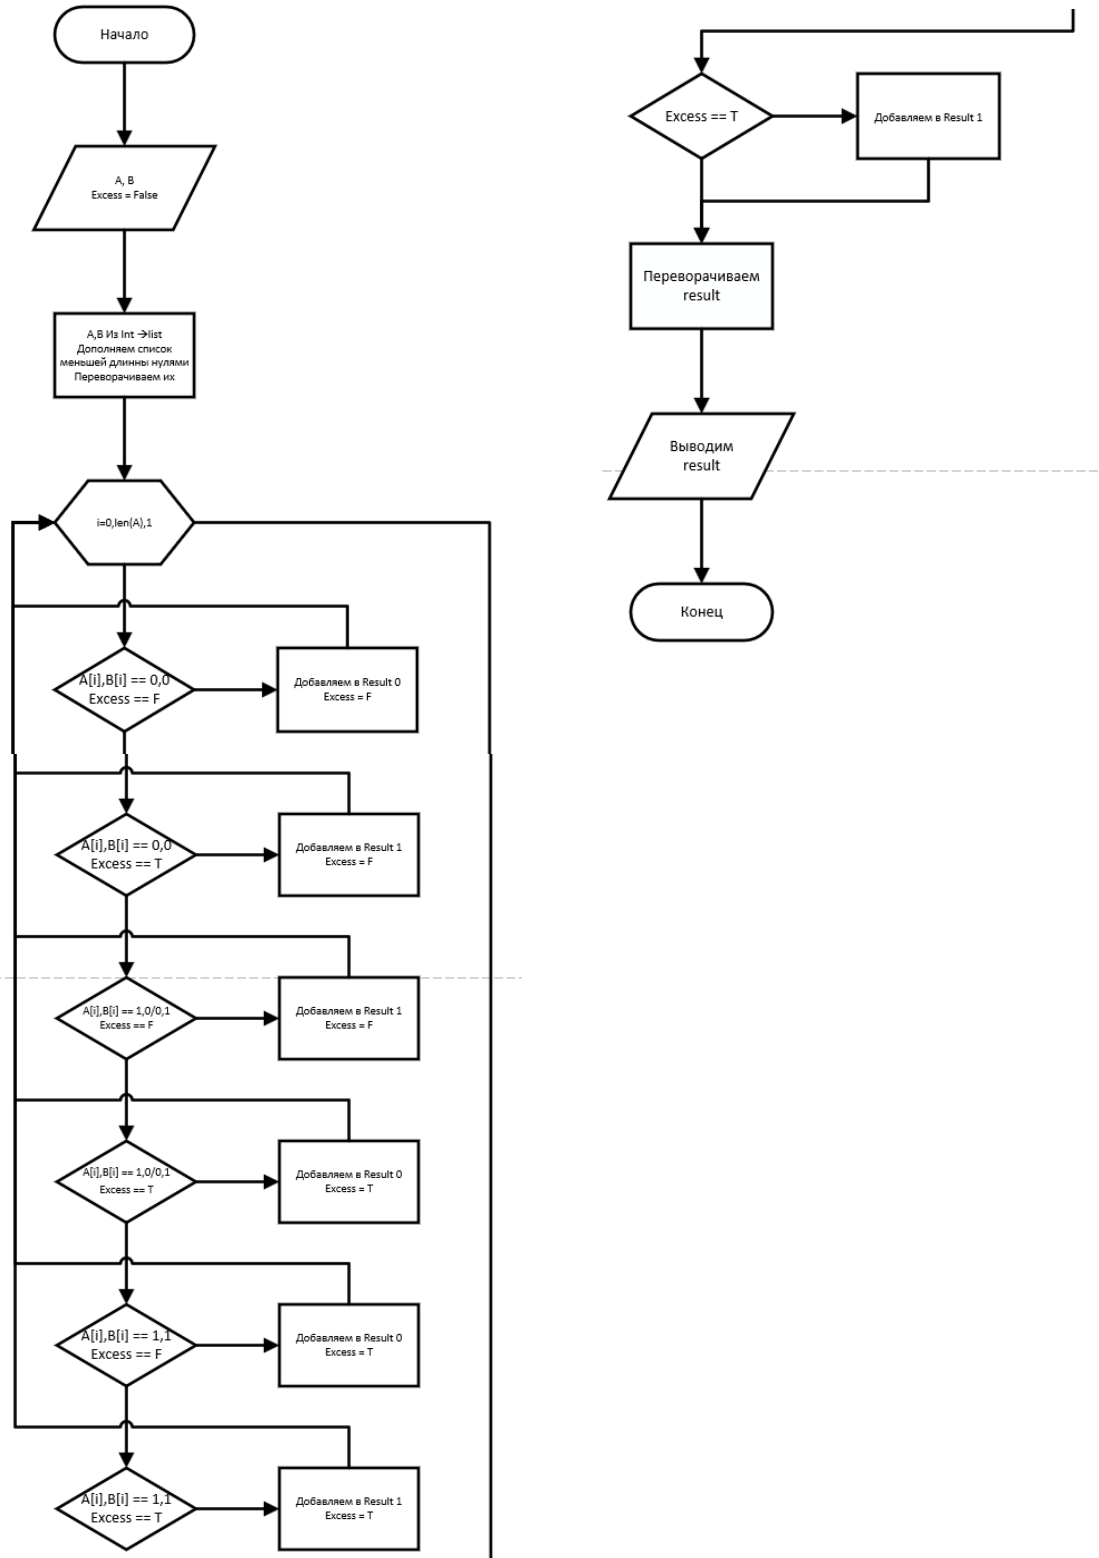 Начало
A, B
Excess = False
A,B Из Int →list
Дополняем список
меньшей длинны нулями
Переворачиваем их
i=0,len(A),1
A[i],B[i] == 0,0
Excess == F
Добавляем в Result 0
Excess = F
A[i],B[i] == 0,0
Excess == T
Добавляем в Result 1
Excess = F
A[i],B[i] == 1,0/0,1
Excess == F
Добавляем в Result 1
Excess = F
A[i],B[i] == 1,0/0,1
Excess == T
Добавляем в Result 0
Excess = T
A[i],B[i] == 1,1
Excess == F
Добавляем в Result 0
Excess = T
A[i],B[i] == 1,1
Excess == T
Добавляем в Result 1
Excess = T
Excess == T
Добавляем в Result 1
Переворачиваем
result
Выводим
result
Конец